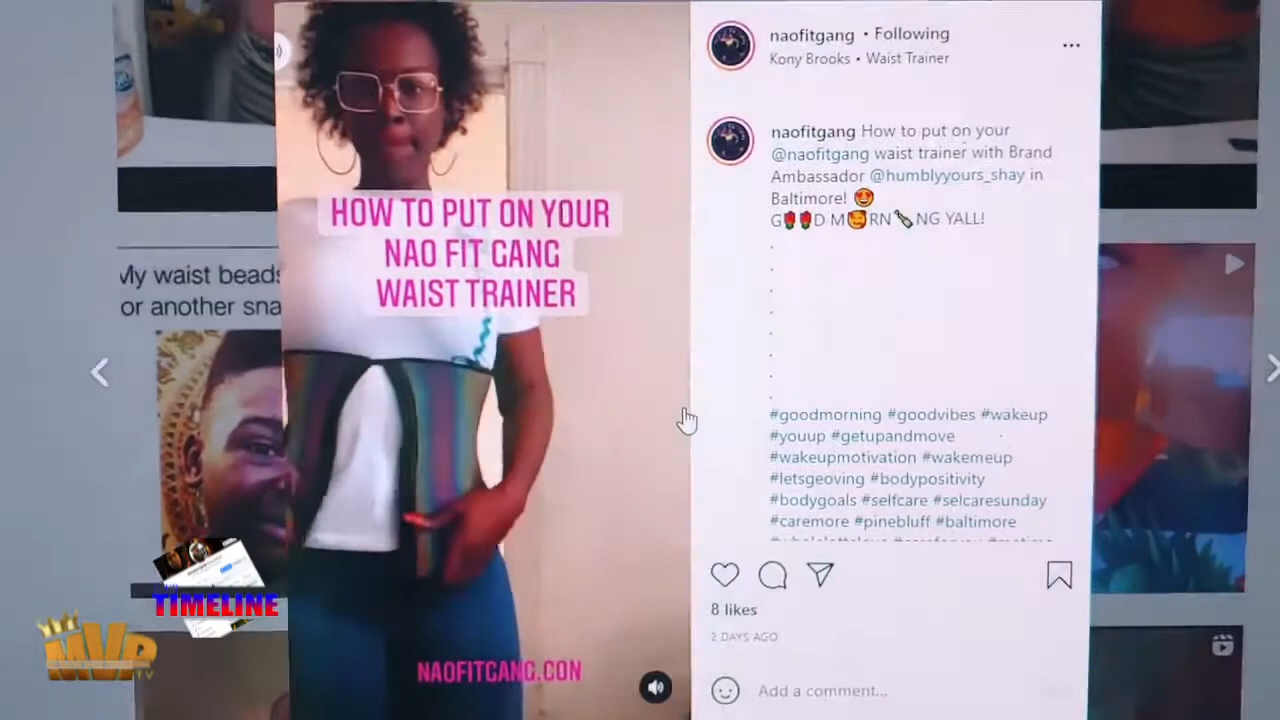 naofitgang • Following
Kony Brooks • Waist Trainer
naofitgang How to put on your
@naofitgang waist trainer with Brand
Ambassador @humblyyours_shay in
Baltimore! 😍
G🌹🌹D M🥰RN🍾NG YALL!
.
.
.
.
.
.
.
.
#goodmorning #goodvibes #wakeup
#youup #getupandmove
#wakeupmotivation #wakemeup
#letsgeoving #bodypositivity
#bodygoals #selfcare #selcaresunday
#caremore #pinebluff #baltimore
8 likes
2 DAYS AGO
Add a comment...
HOW TO PUT ON YOUR
NAO FIT GANG
WAIST TRAINER
NAOFITGANG.CON
My waist beads
or another sna
TIMELINE
MVP
TV